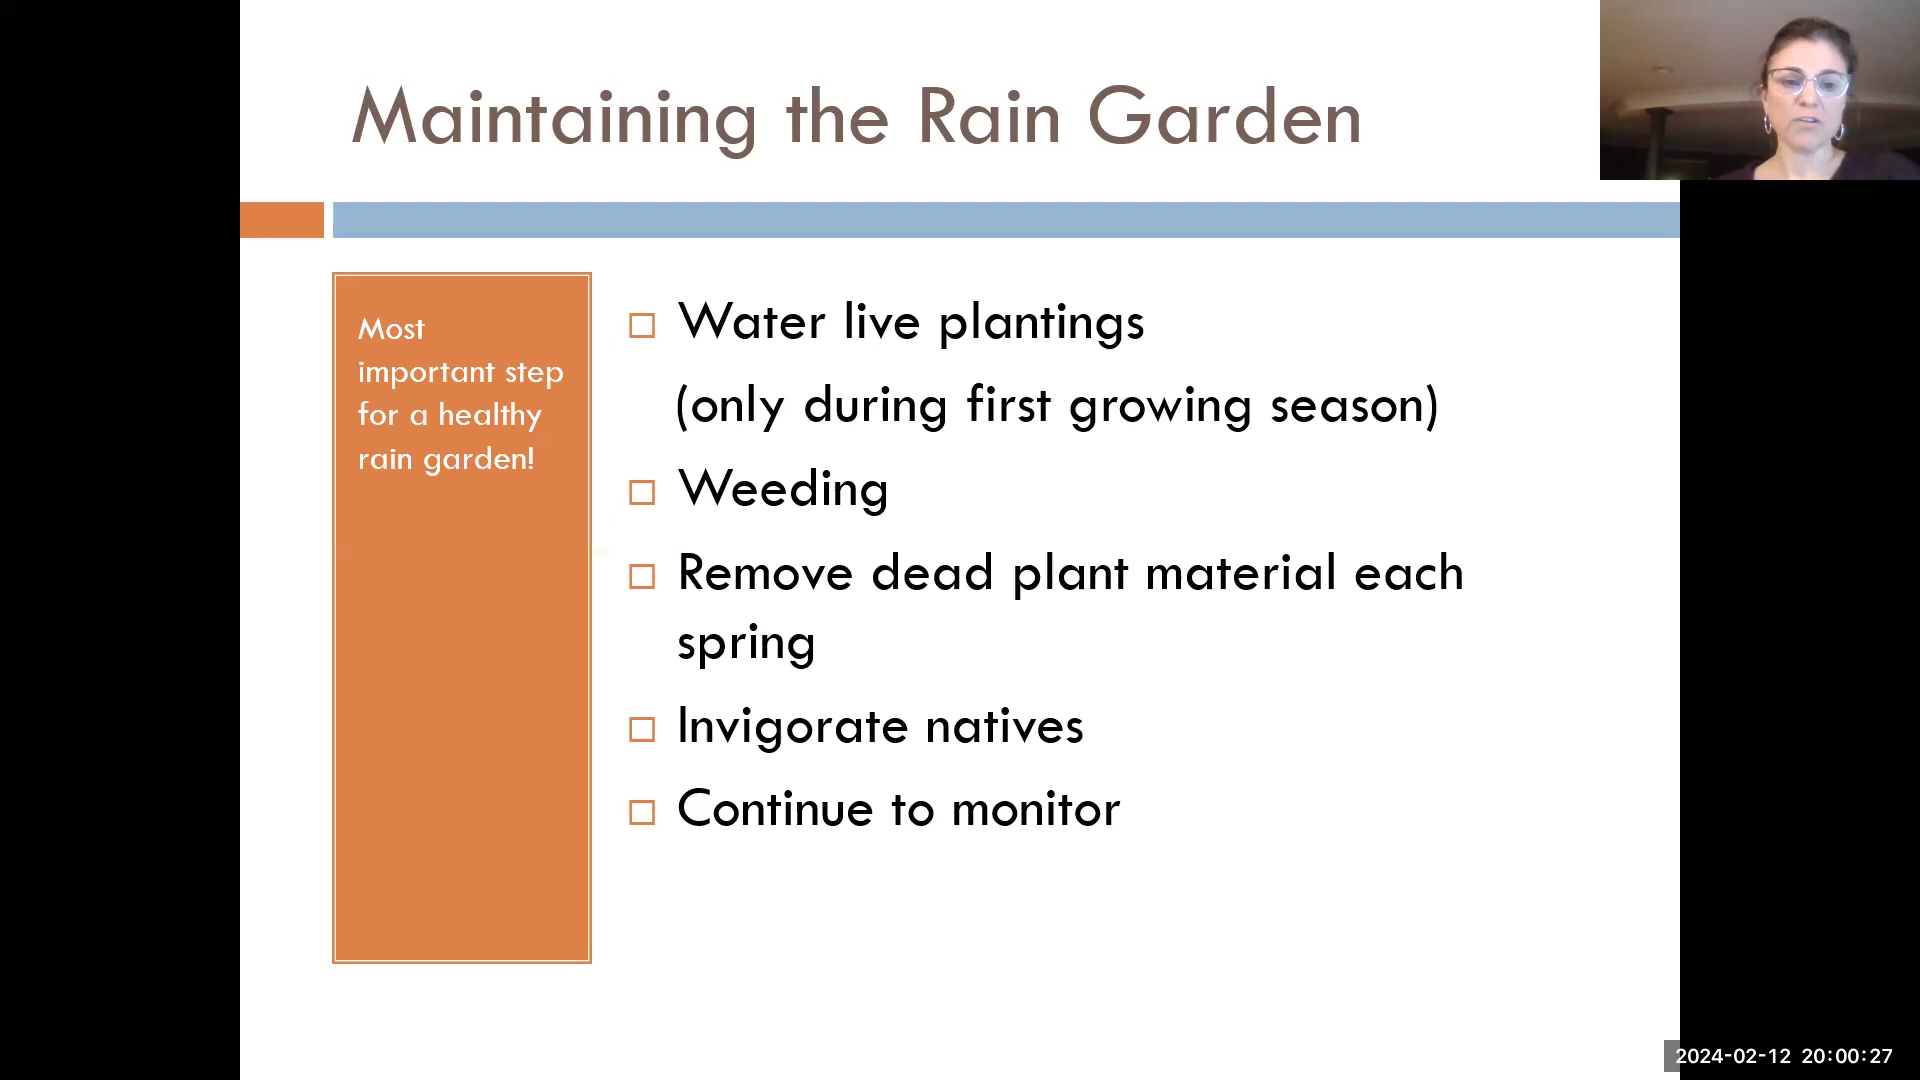 Maintaining the Rain Garden
Most
important step
for a healthy
rain garden!
Water live plantings
(only during first growing season)
Weeding
Remove dead plant material each
spring
Invigorate natives
Continue to monitor
2024-02-12 20:00:27